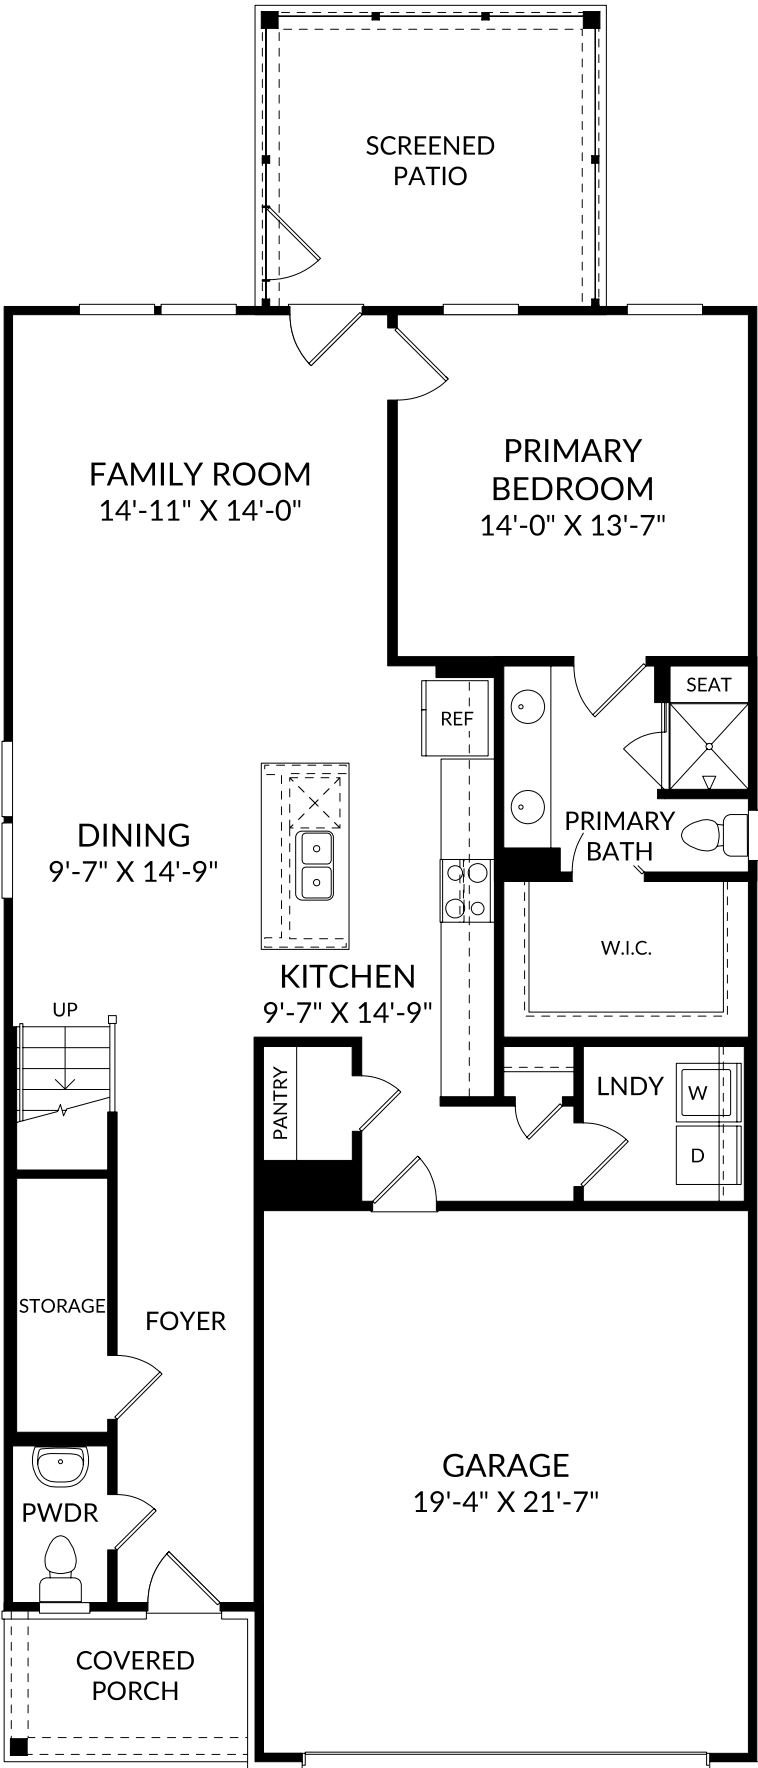 SCREENED
PATIO
FAMILY ROOM
14'-11" X 14'-0"
PRIMARY
BEDROOM
14'-0" X 13'-7"
SEAT
REF
DINING
9'-7" X 14'-9"
PRIMARY
BATH
W.I.C.
KITCHEN
9'-7" X 14'-9"
UP
PANTRY
LNDY
W
D
STORAGE
FOYER
GARAGE
19'-4" X 21'-7"
PWDR
COVERED
PORCH